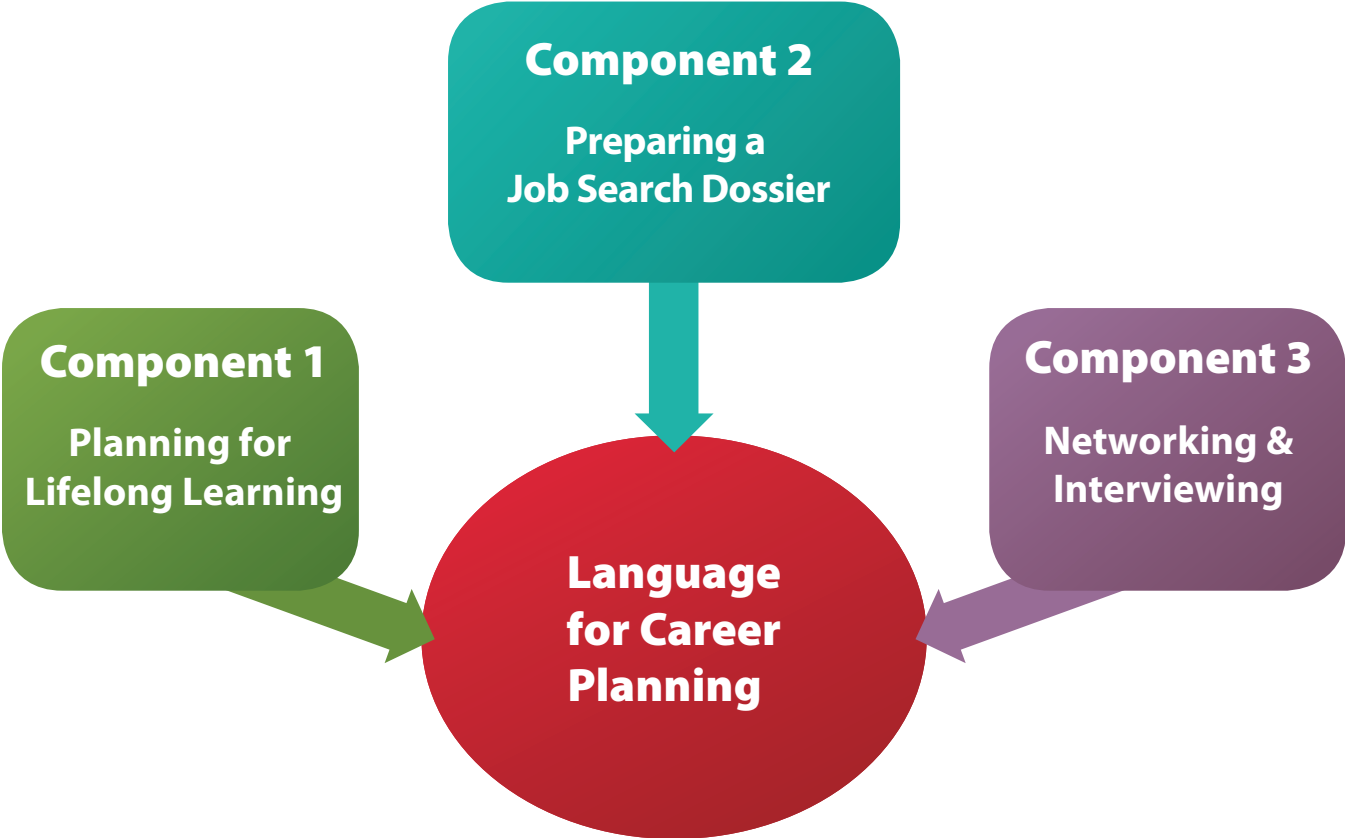 Component 1
Planning for
Lifelong Learning
Component 2
Preparing a
Job Search Dossier
Component 3
Networking &
Interviewing
Language
for Career
Planning